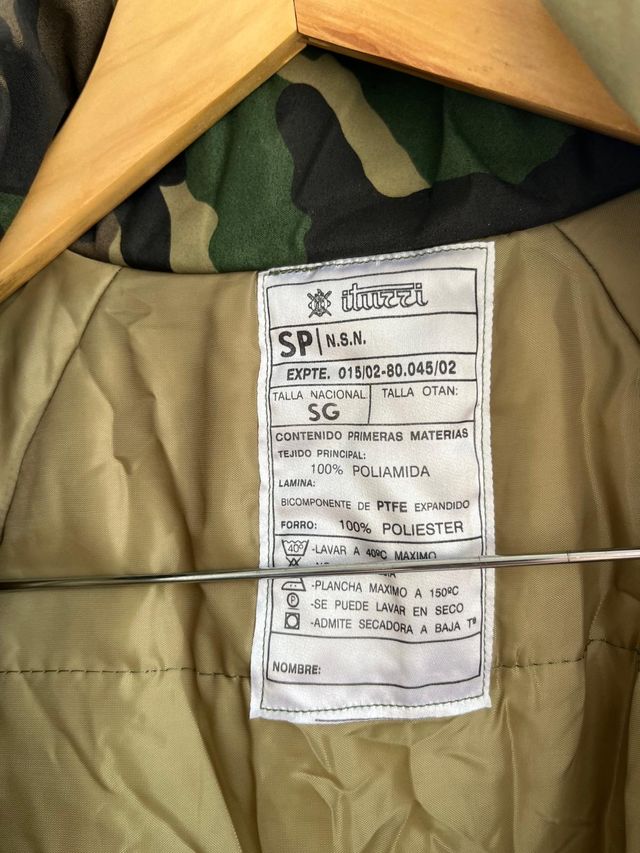 ituzzi
SP N.S.N.
EXPTE. 015/02-80.045/02
TALLA NACIONAL TALLA OTAN:
SG
CONTENIDO PRIMERAS MATERIAS
TEJIDO PRINCIPAL:
100% POLIAMIDA
LAMINA:
BICOMPONENTE DE PTFE EXPANDIDO
FORRO: 100% POLIESTER
40º -LAVAR A 40ºC MAXIMO
-PLANCHA MAXIMO A 150ºC
P -SE PUEDE LAVAR EN SECO
-ADMITE SECADORA A BAJA Tª
NOMBRE: